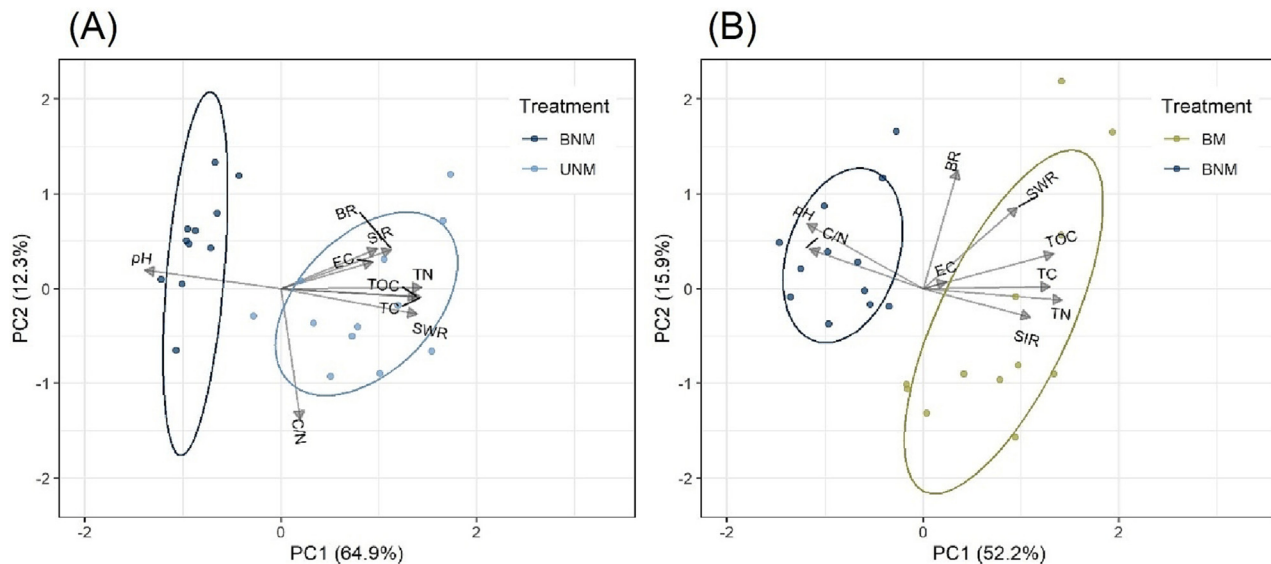 (A)
Treatment
BNM
UNM
BR
SIR
EC
pH
TN
TOC
TC
SWR
C/N
2
1
0
-1
-2
PC2 (12.3%)
-2
0
2
PC1 (64.9%)
(B)
Treatment
BM
BNM
BR
SWR
pH
C/N
TOC
EC
TC
TN
SIR
2
1
0
-1
-2
PC2 (15.9%)
-2
0
2
PC1 (52.2%)